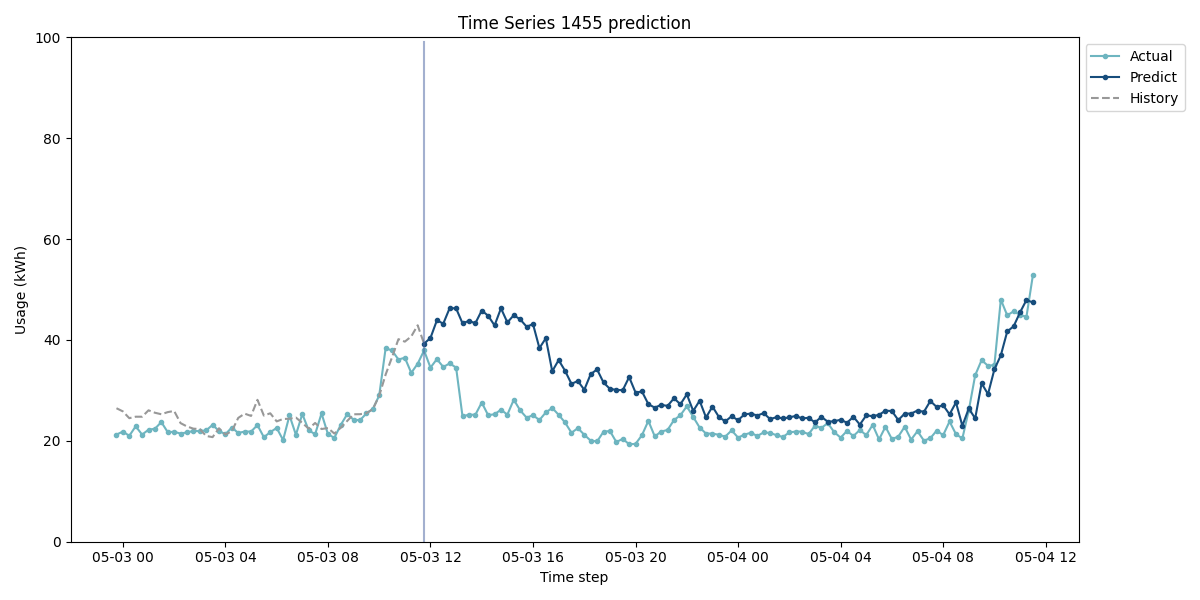 Time Series 1455 prediction
100
80
60
40
20
0
Usage (kWh)
05-03 00
05-03 04
05-03 08
05-03 12
05-03 16
05-03 20
05-04 00
05-04 04
05-04 08
05-04 12
Time step
Actual
Predict
History